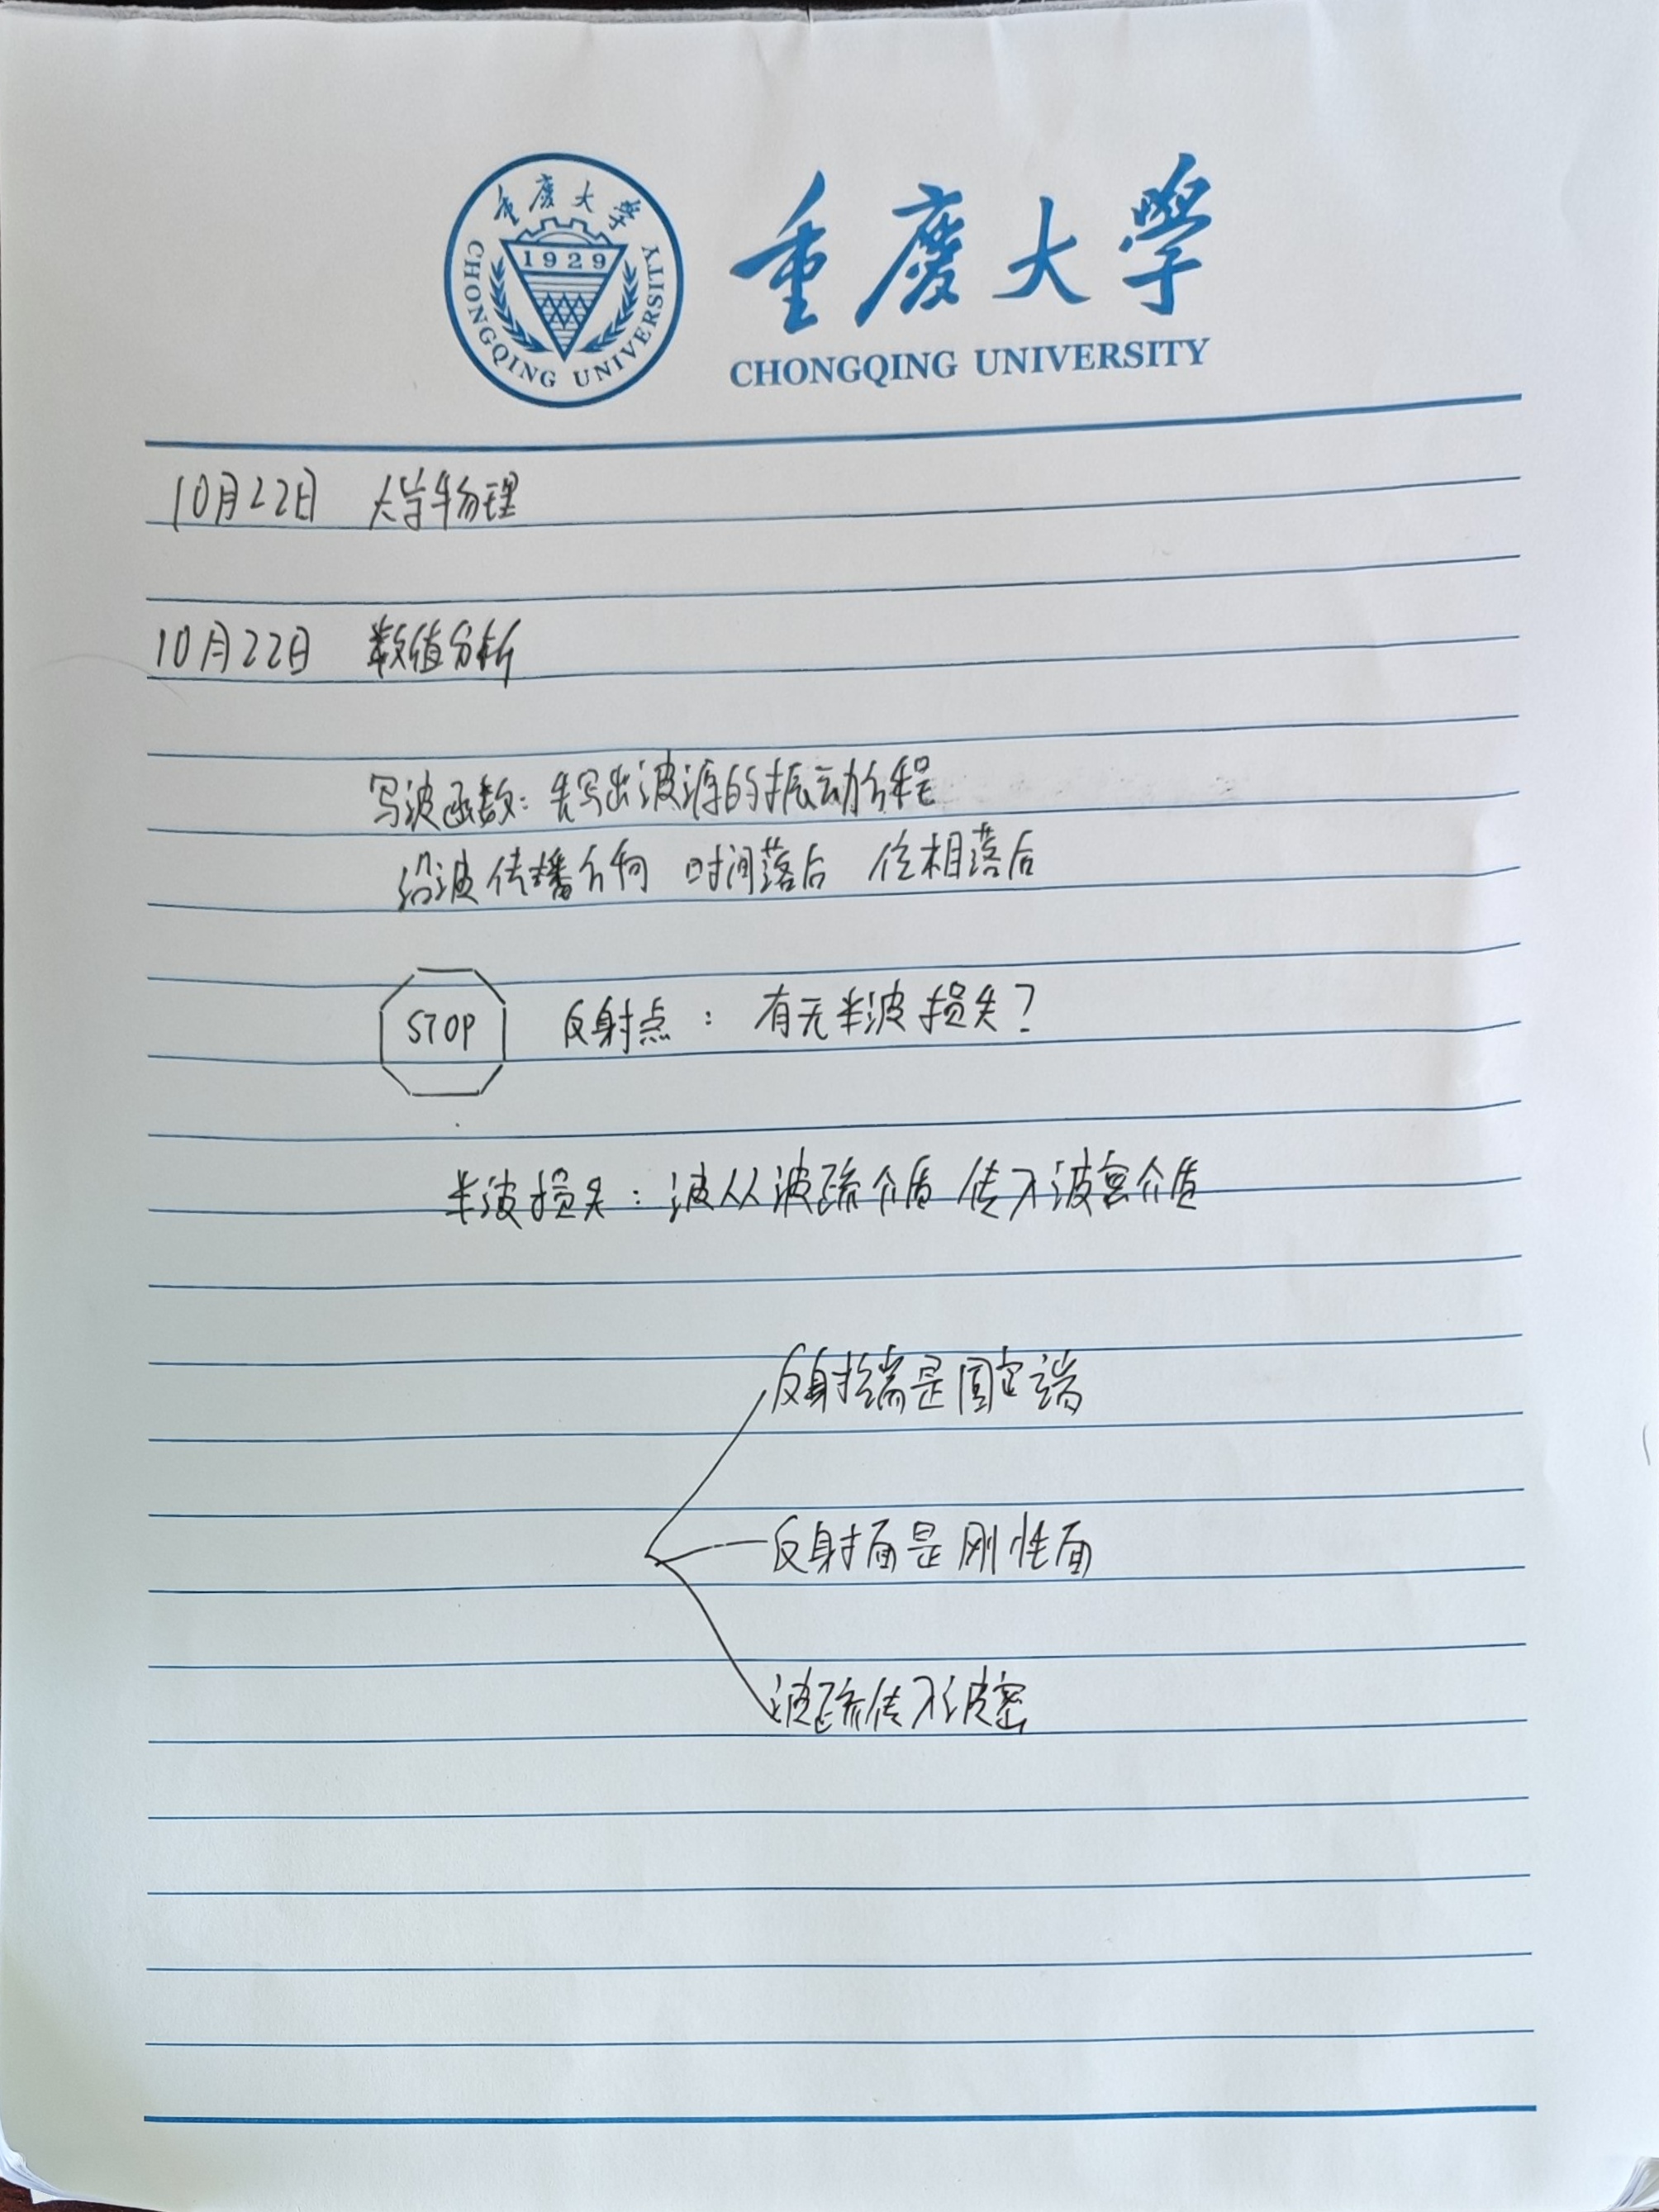 重庆大学
1929
CHONGQING UNIVERSITY
重慶大學
CHONGQING UNIVERSITY
10月22日 大学物理
10月22日 数值分析
写波函数：先写出波源的振动方程
沿波传播方向 时间落后 位相落后
STOP 反射点：有无半波损失？
半波损失：波从波疏介质传入波密介质
反射端是固定端
反射面是刚性面
波疏传入波密